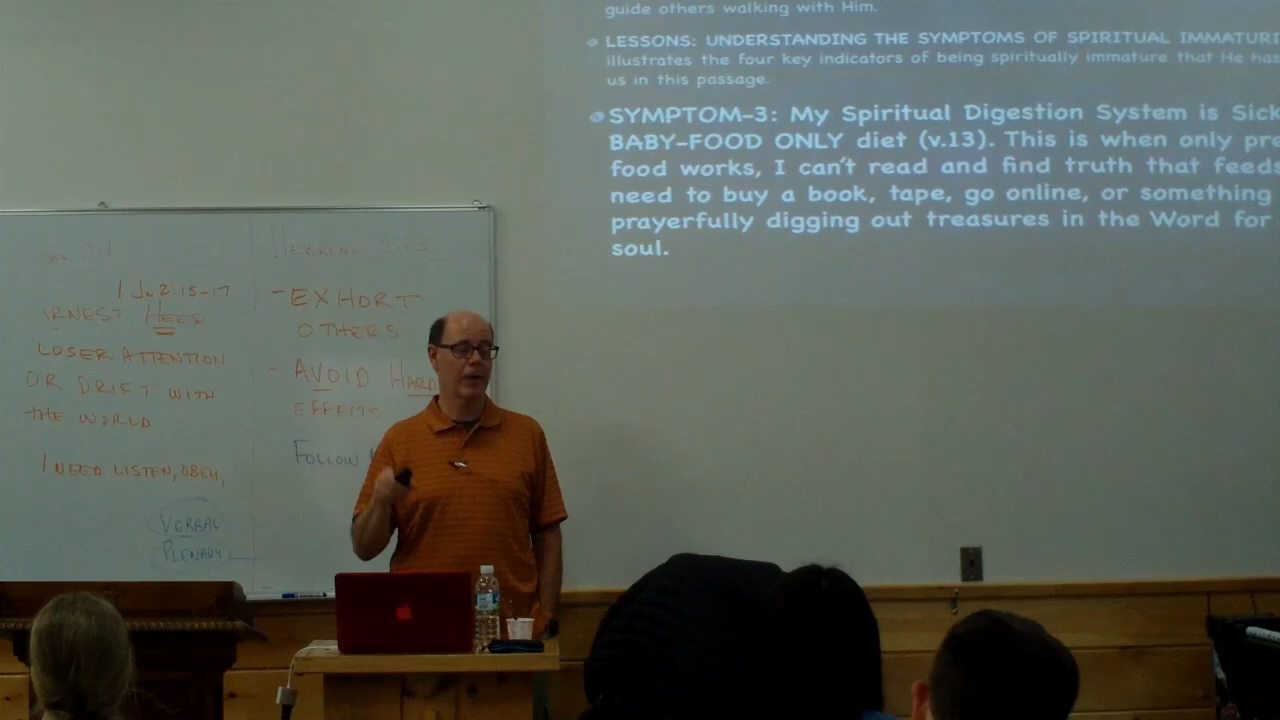 guide others walking with Him.
LESSONS: UNDERSTANDING THE SYMPTOMS OF SPIRITUAL IMMATURI
illustrates the four key indicators of being spiritually immature that He has
us in this passage.
SYMPTOM-3: My Spiritual Digestion System is Sick
BABY-FOOD ONLY diet (v.13). This is when only pre
food works, I can't read and find truth that feeds
need to buy a book, tape, go online, or something
prayerfully digging out treasures in the Word for
soul.
1 Jn 2:15-17
RNEST HEED
LOSER ATTENTION
OR DRIFT WITH
THE WORLD
I NEED LISTEN, OBEY,
VERBAL
PLENARY
- EXHORT
OTHERS
- AVOID HARD
EFFECTS
FOLLOW